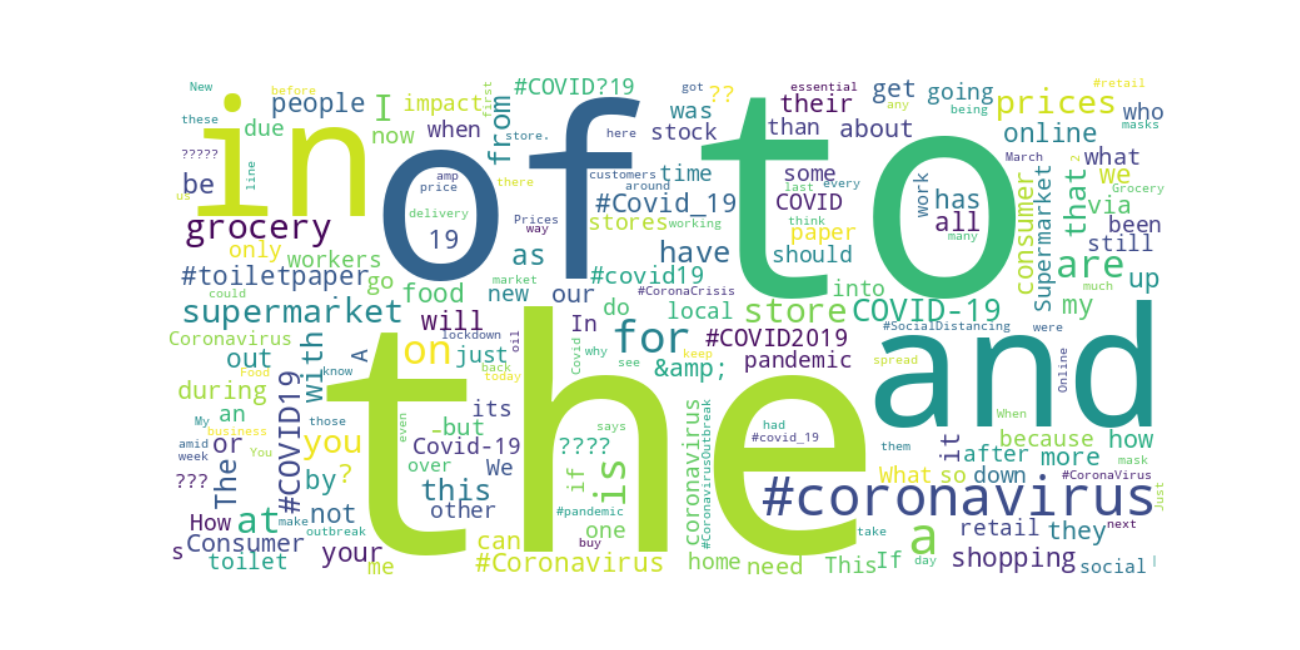 New
before
people
I
impact
first
#COVID?19
got
??
essential
their
get
going
#retail
prices
who
masks
these
due
in
now
when
from
store.
of
here
was
stock
to
than
any
about
being
online
?????
line
be
us
amp
price
there
customers
around
time
some
last
every
work
has
March
2
what
we
Grocery
grocery
delivery
19
Prices
way
#Covid_19
stores
working
COVID
think
paper
all
many
consumer
Supermarket
that
via
been
only
workers
as
have
should
still
#toiletpaper
go
could
food
market
new
#covid19
our
#CoronaCrisis
do
into
are
much
up
supermarket
will
lockdown
oil
In
for
local
store
COVID-19
my
#COVID2019
#SocialDistancing
were
and
Coronavirus
out
with
A
on
just
back
today
Covid
why
see
keep
&amp;
pandemic
spread
Online
during
Food
#COVID19
know
the
an
My
those
even
its
-but
says
coronavirus
#CoronavirusOutbreak
had
#covid_19
When
business
amid
week
or
You
you
Covid-19
????
them
it
because
how
after
more
mask
???
The
by
?
over
We
if
is
What
so
down
#CoronaVirus
this
other
#pandemic
#coronavirus
Just
How
at
make
not
outbreak
one
buy
take
a
retail
they
next
s
Consumer
toilet
your
me
can
#Coronavirus
home
need
This
If
day
shopping
social
|